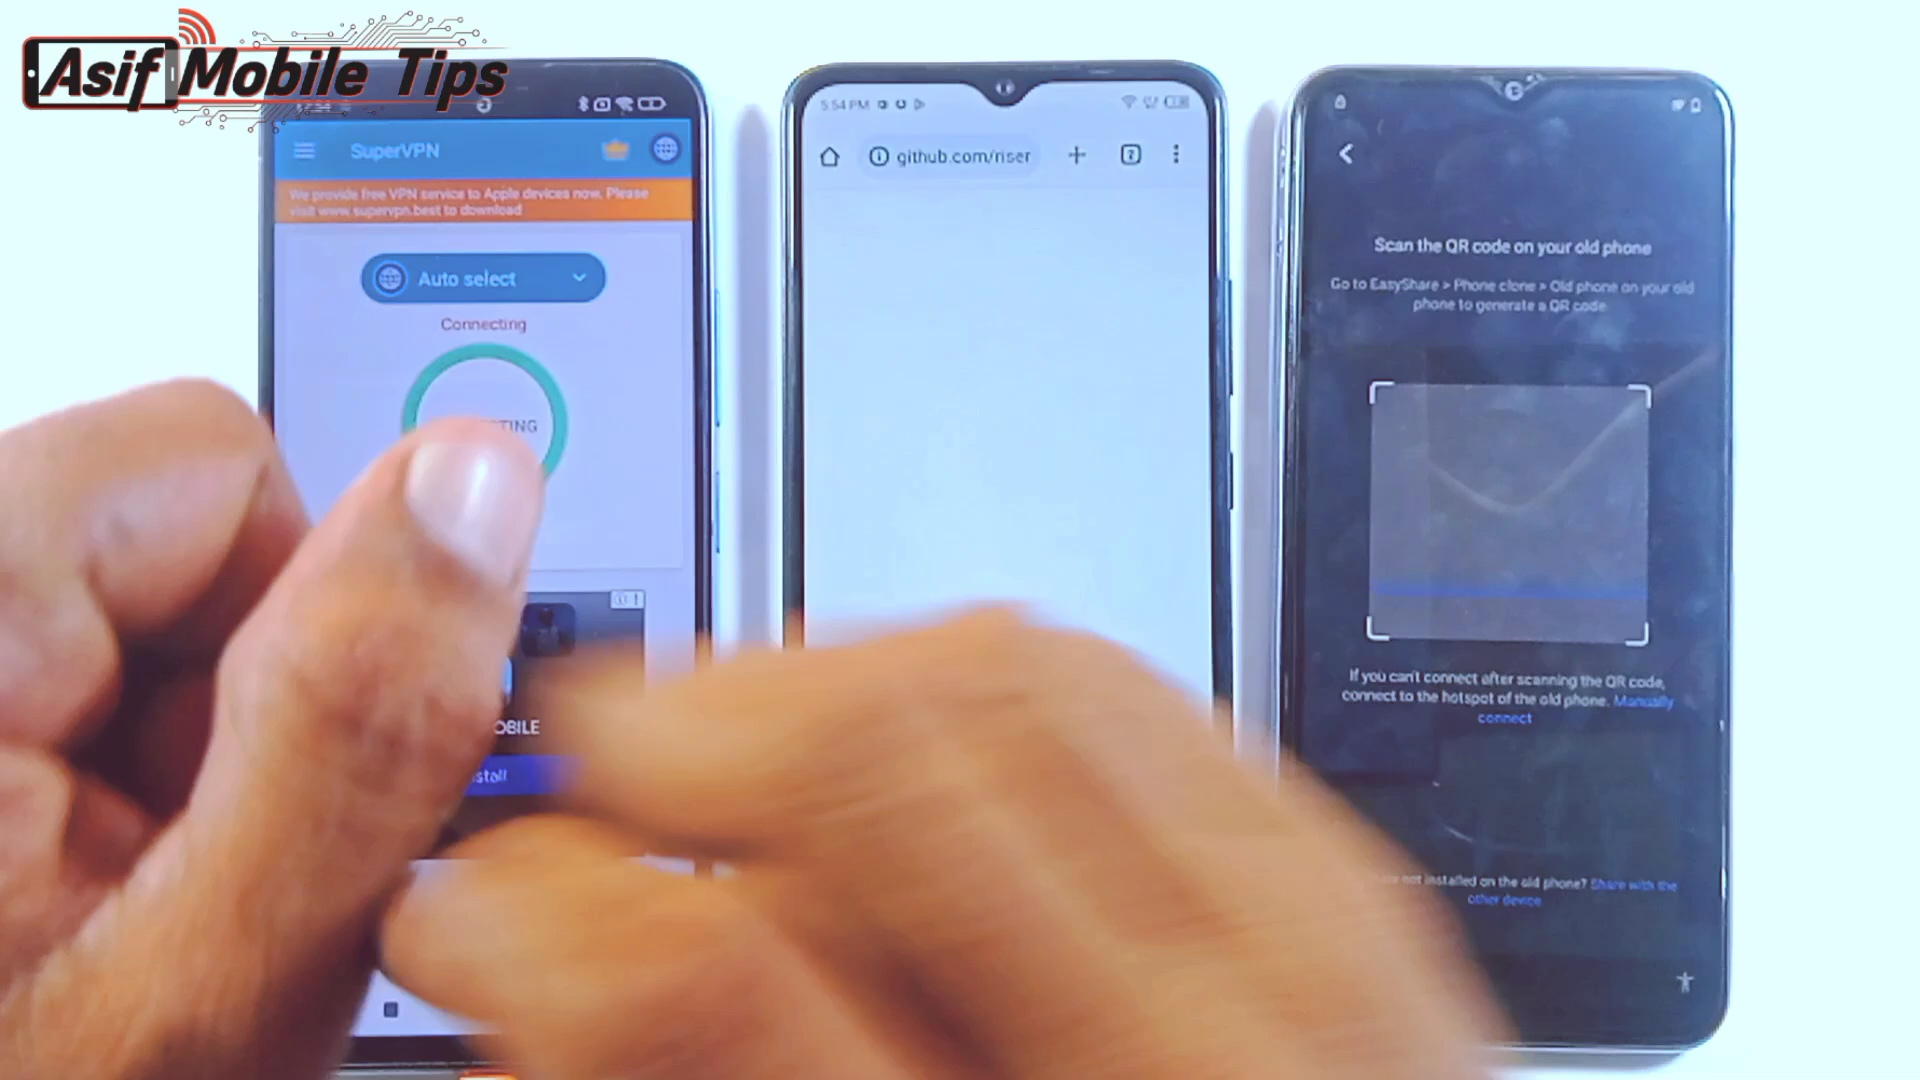 Asif Mobile Tips
SuperVPN
We provide free VPN service to Apple devices now. Please
visit www.supervpn.best to download
Auto select
Connecting
TING
OBILE
stall
5:54 PM
github.com/riser
2
Scan the QR code on your old phone
Go to EasyShare > Phone clone > Old phone on your old
phone to generate a QR code
If you can't connect after scanning the QR code,
connect to the hotspot of the old phone. Manually
connect
not installed on the old phone? Share with the
other device